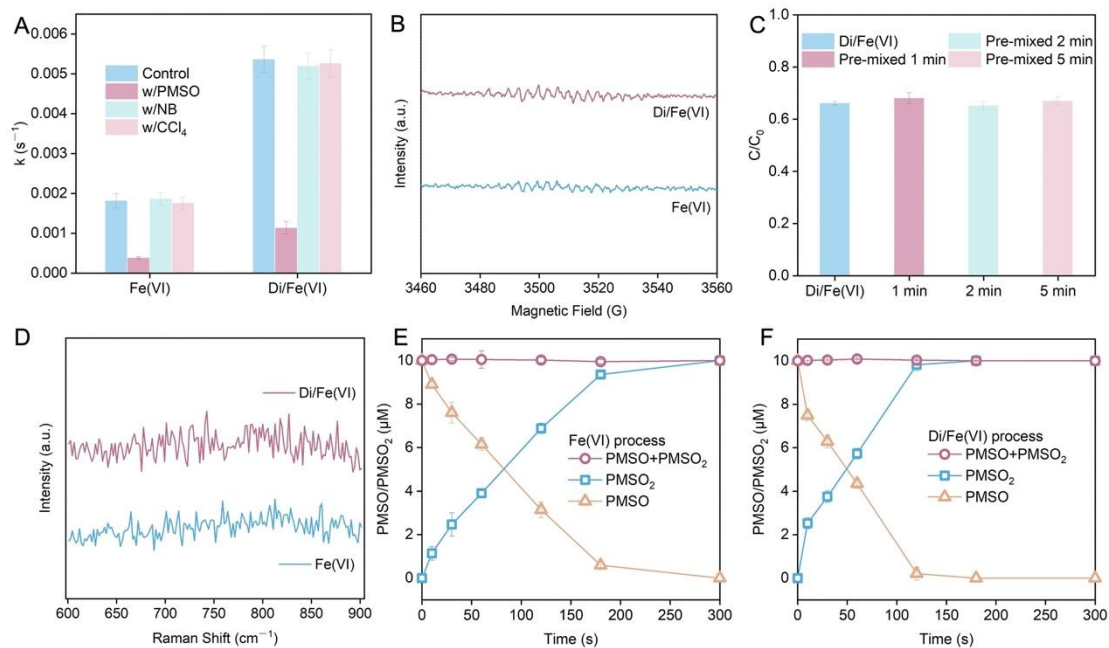 A
0.006
0.005
0.004
0.003
0.002
0.001
0.000
k (s⁻¹)
Control
w/PMSO
w/NB
w/CCl₄
Fe(VI)
Di/Fe(VI)
B
Intensity (a.u.)
Di/Fe(VI)
Fe(VI)
3460
3480
3500
3520
3540
3560
Magnetic Field (G)
C
1.0
0.8
0.6
0.4
0.2
0.0
C/C₀
Di/Fe(VI)
Pre-mixed 2 min
Pre-mixed 1 min
Pre-mixed 5 min
Di/Fe(VI)
1 min
2 min
5 min
D
Intensity (a.u.)
Di/Fe(VI)
Fe(VI)
600
650
700
750
800
850
900
Raman Shift (cm⁻¹)
E
10
8
6
4
2
0
PMSO/PMSO₂ (μM)
Fe(VI) process
PMSO+PMSO₂
PMSO₂
PMSO
0
50
100
150
200
250
300
Time (s)
F
10
8
6
4
2
0
PMSO/PMSO₂ (μM)
Di/Fe(VI) process
PMSO+PMSO₂
PMSO₂
PMSO
0
50
100
150
200
250
300
Time (s)